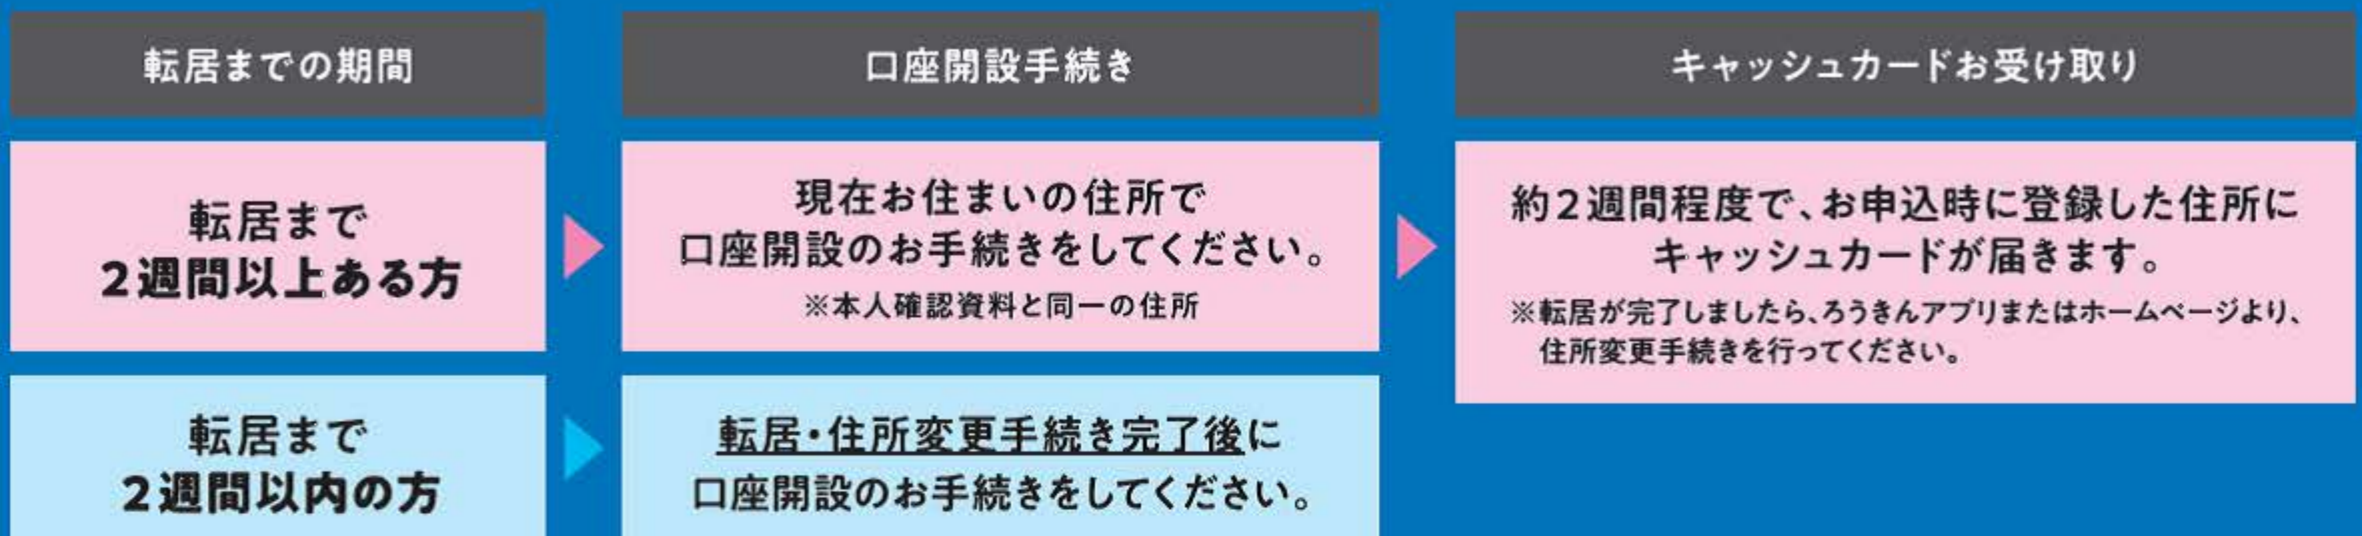 転居までの期間
口座開設手続き
キャッシュカードお受け取り
転居まで
2週間以上ある方
現在お住まいの住所で
口座開設のお手続きをしてください。
※本人確認資料と同一の住所
約2週間程度で、お申込時に登録した住所に
キャッシュカードが届きます。
※転居が完了しましたら、ろうきんアプリまたはホームページより、
住所変更手続きを行ってください。
転居まで
2週間以内の方
転居・住所変更手続き完了後に
口座開設のお手続きをしてください。